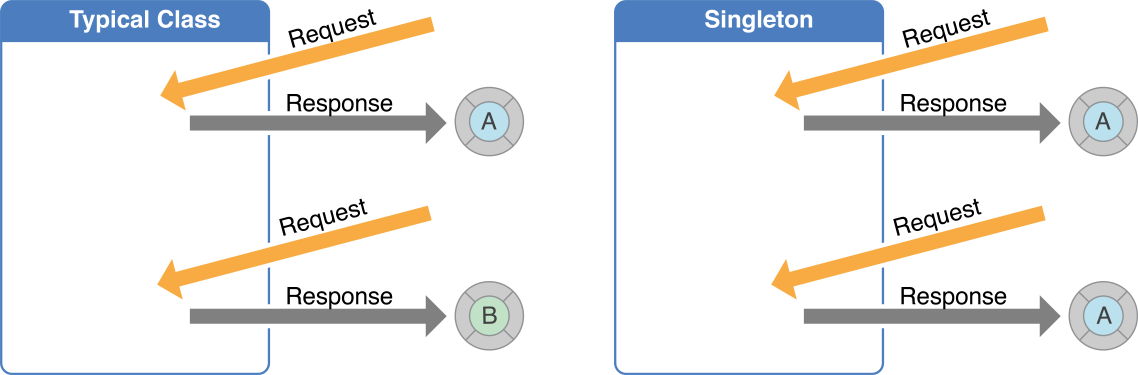 Typical Class
Request
Response
A
Request
Response
B
Singleton
Request
Response
A
Request
Response
A